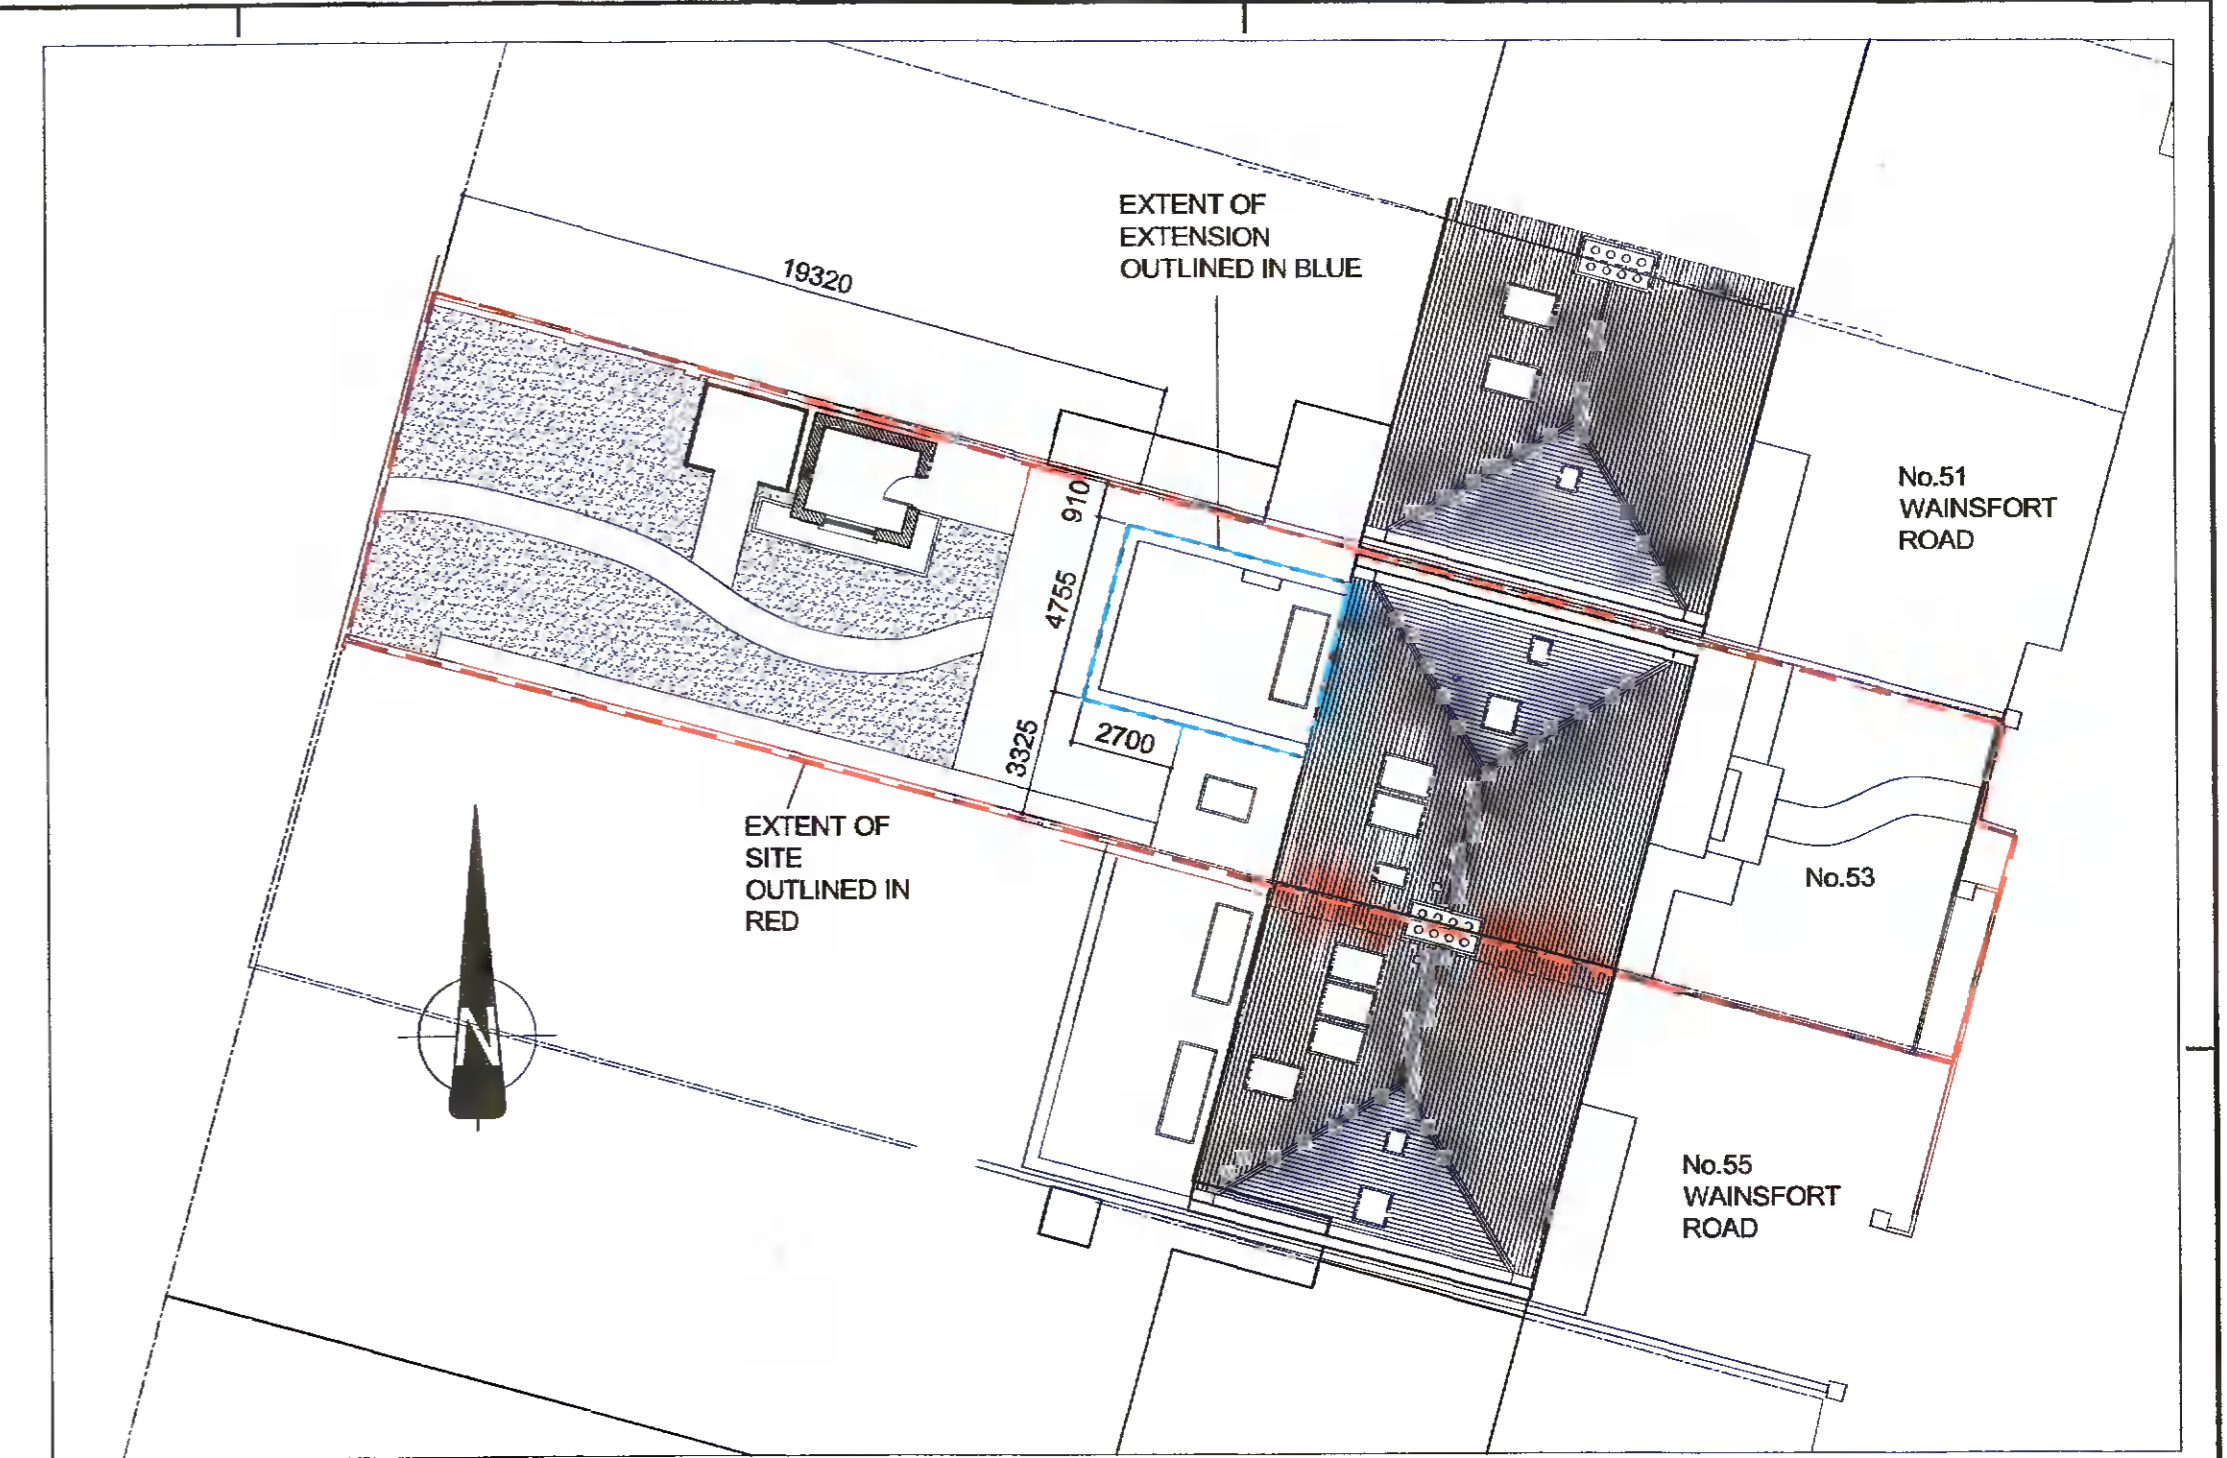 EXTENT OF
EXTENSION
OUTLINED IN BLUE
19320
910
4755
3325
2700
No.51
WAINSFORT
ROAD
No.53
EXTENT OF
SITE
OUTLINED IN
RED
N
No.55
WAINSFORT
ROAD